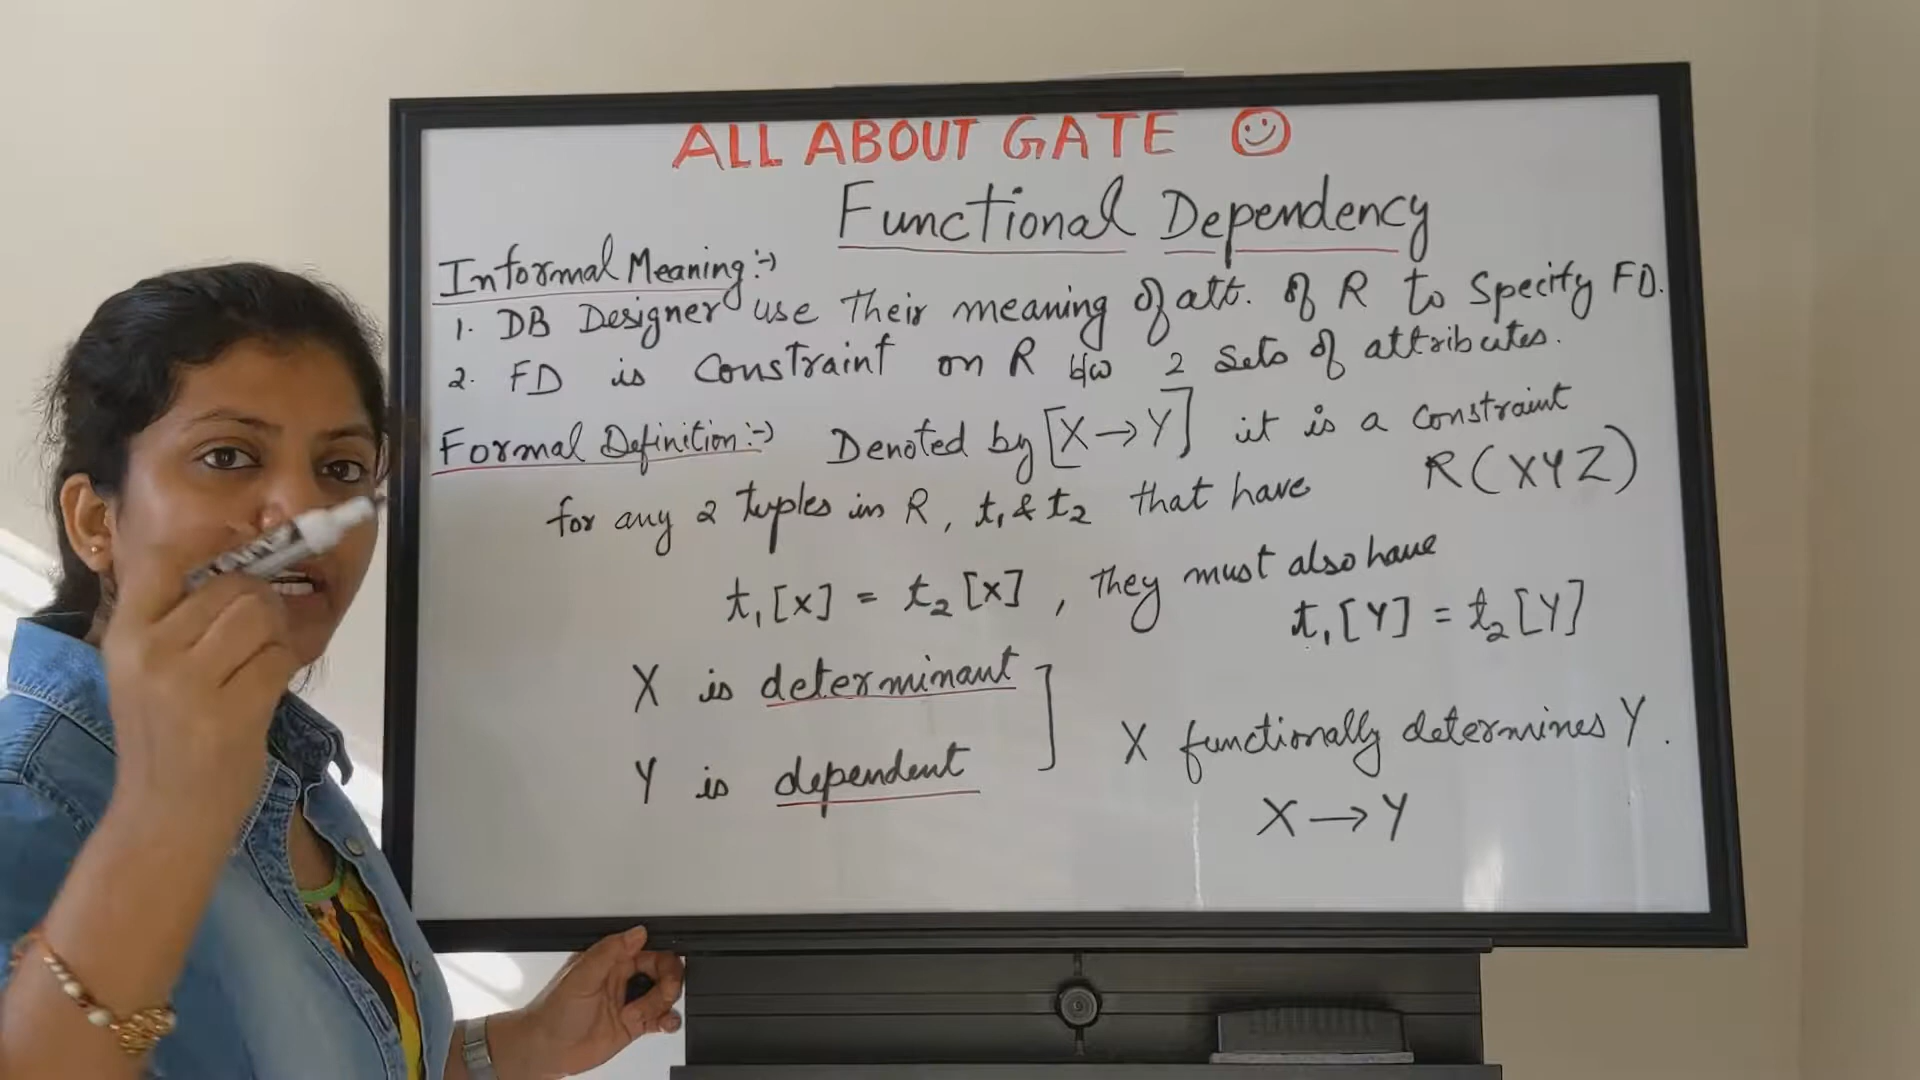 ALL ABOUT GATE
Functional Dependency
Informal Meaning :-)
1. DB Designer use their meaning of att. of R to specify FD.
2. FD is constraint on R b/w 2 sets of attributes.
Formal Definition :-) Denoted by [X → Y] it is a constraint
R(XYZ)
for any 2 tuples in R, t1 & t2 that have
t1[x] = t2[x], they must also have
t1[Y] = t2[Y]
X is determinant
Y is dependent
X functionally determines Y.
X → Y